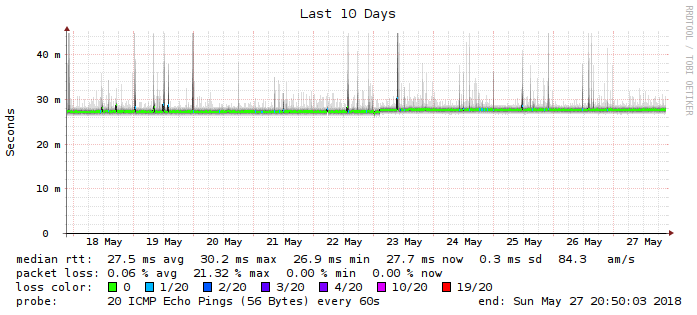 Last 10 Days
RRDTOOL / TOBI OETIKER
Seconds
40 m
30 m
20 m
10 m
0
18 May 19 May 20 May 21 May 22 May 23 May 24 May 25 May 26 May 27 May
median rtt: 27.5 ms avg 30.2 ms max 26.9 ms min 27.7 ms now 0.3 ms sd 84.3 am/s
packet loss: 0.06 % avg 21.32 % max 0.00 % min 0.00 % now
loss color: 0 1/20 2/20 3/20 4/20 10/20 19/20
probe: 20 ICMP Echo Pings (56 Bytes) every 60s end: Sun May 27 20:50:03 2018